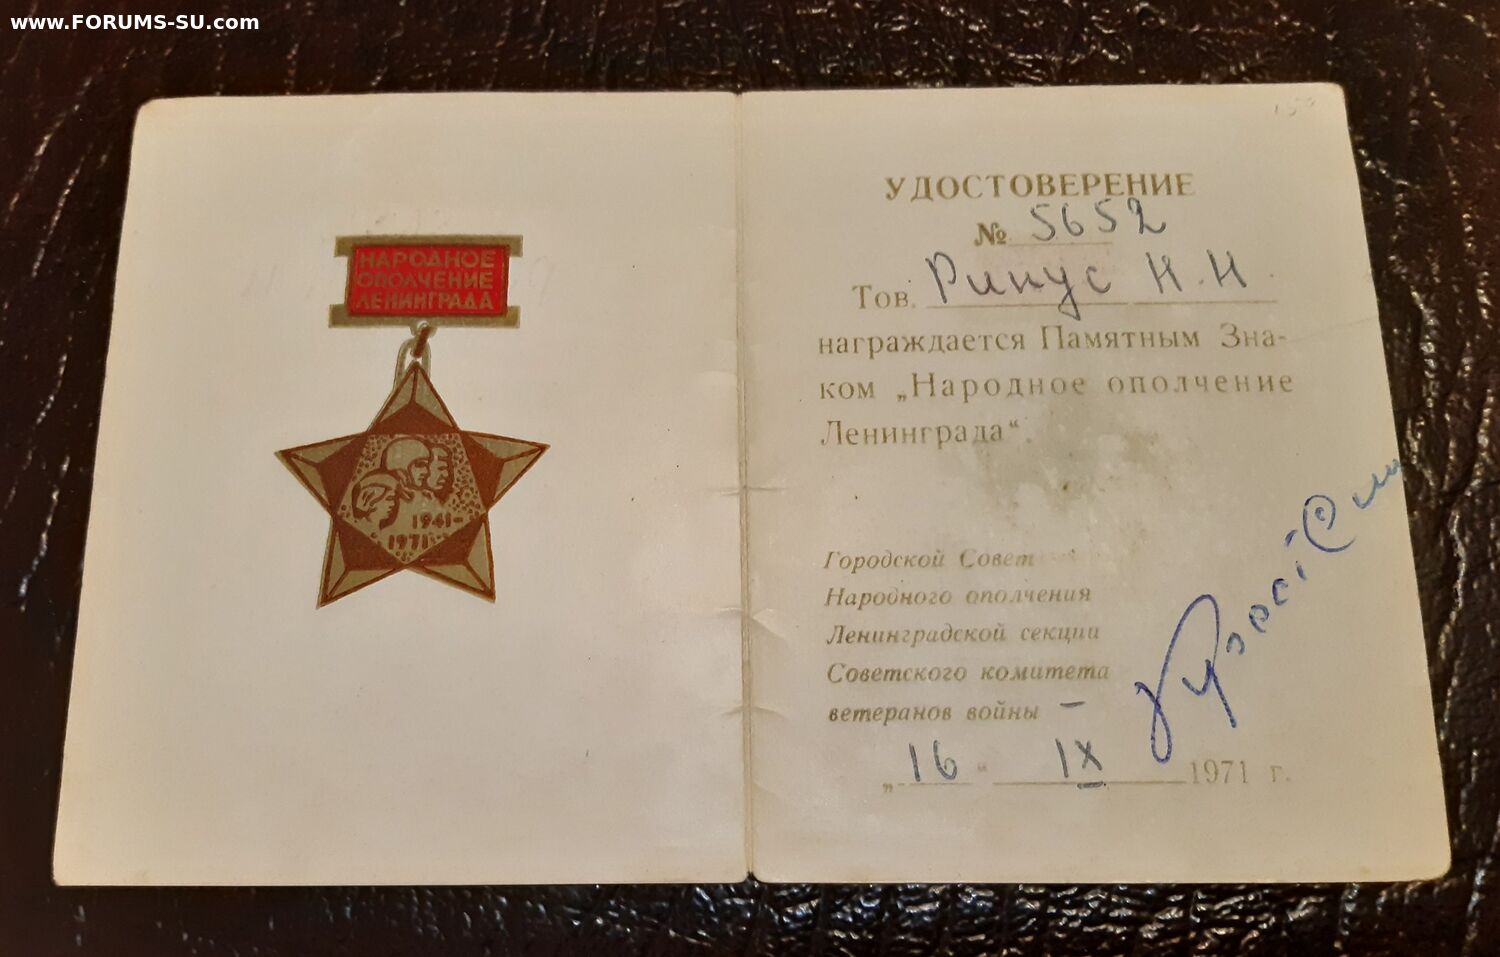 www.FORUMS-SU.com
НАРОДНОЕ
ОПОЛЧЕНИЕ
ЛЕНИНГРАДА
1941-
1971
УДОСТОВЕРЕНИЕ
№ 5652
Тов. Ринус К. Н.
награждается Памятным Зна-
ком „Народное ополчение
Ленинграда“.
Городской Совет
Народного ополчения
Ленинградской секции
Советского комитета
ветеранов войны —
„16“ IX 1971 г.